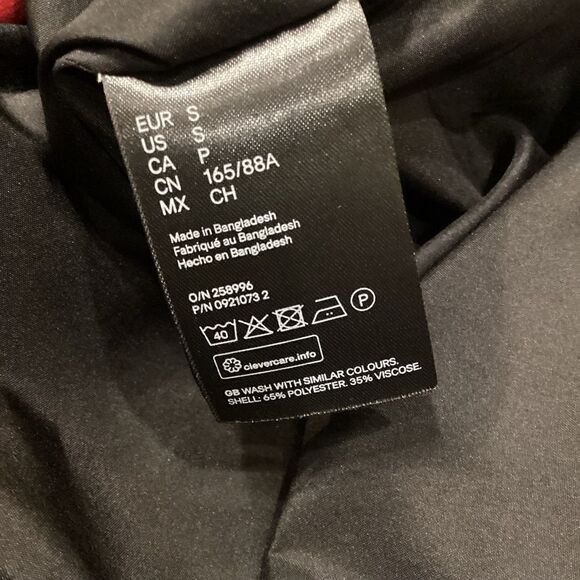 EUR S
US S
CA P
CN 165/88A
MX CH
Made in Bangladesh
Fabriqué au Bangladesh
Hecho en Bangladesh
O/N 258996
P/N 0921073 2
40 P
clevercare.info
GB WASH WITH SIMILAR COLOURS.
SHELL: 65% POLYESTER. 35% VISCOSE.